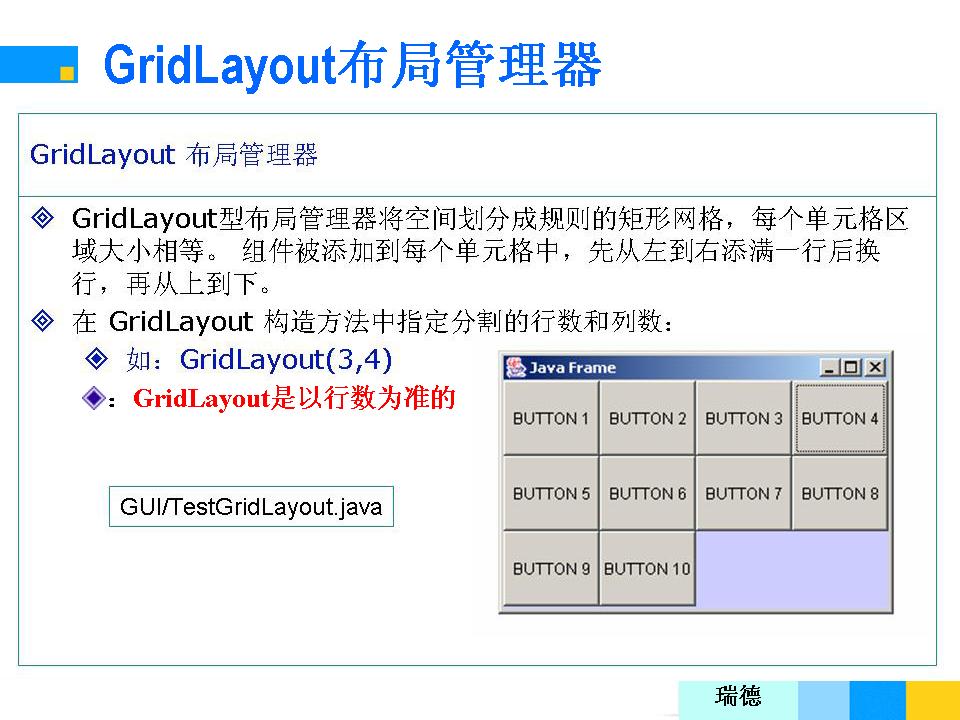 GridLayout布局管理器
GridLayout 布局管理器
GridLayout型布局管理器将空间划分成规则的矩形网格，每个单元格区
域大小相等。 组件被添加到每个单元格中，先从左到右添满一行后换
行，再从上到下。
在 GridLayout 构造方法中指定分割的行数和列数：
如：GridLayout(3,4)
：GridLayout是以行数为准的
GUI/TestGridLayout.java
Java Frame
BUTTON 1 BUTTON 2 BUTTON 3 BUTTON 4
BUTTON 5 BUTTON 6 BUTTON 7 BUTTON 8
BUTTON 9 BUTTON 10
瑞德